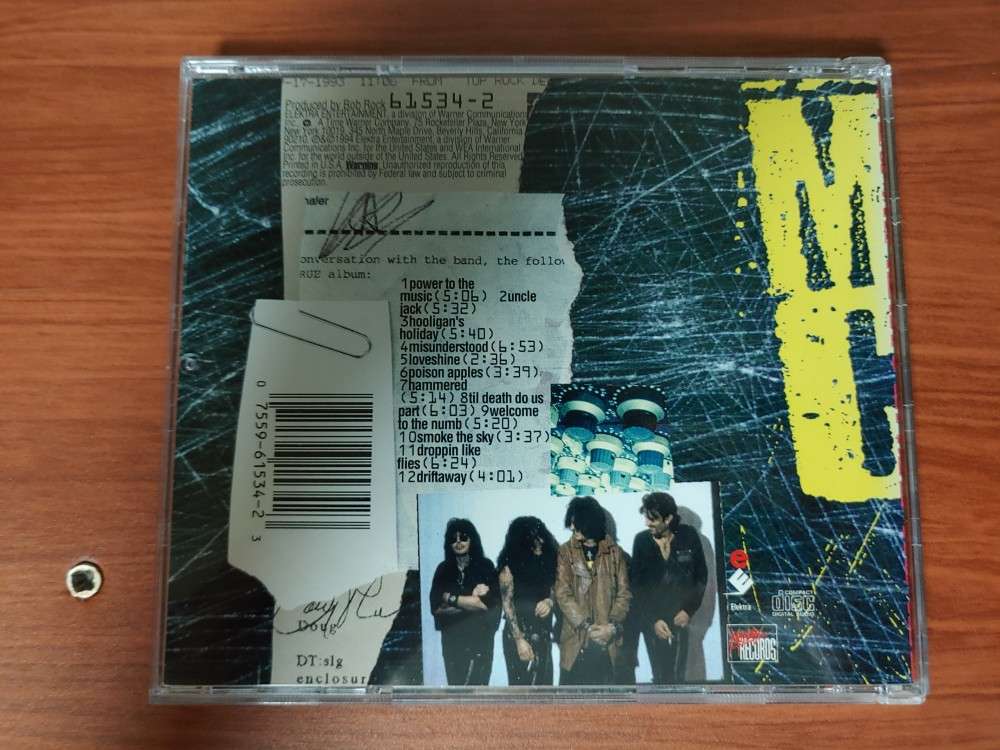 -17-1993 11:06 FROM TOP ROCK DE
Produced by Bob Rock 61534-2
ELEKTRA ENTERTAINMENT, a division of Warner Communications
Inc. A Time Warner Company, 75 Rockefeller Plaza, New York,
New York 10019. 345 North Maple Drive, Beverly Hills, California
90210. ℗©1994 Elektra Entertainment, a division of Warner
Communications Inc. for the United States and WEA International
Inc. for the world outside of the United States. All Rights Reserved.
Printed in U.S.A. Warning: Unauthorized reproduction of this
recording is prohibited by Federal law and subject to criminal
prosecution.
haler
onversation with the band, the follow
RUE album:
1power to the
music(5:06) 2uncle
jack(5:32)
3hooligan's
holiday(5:40)
4misunderstood(6:53)
5loveshine(2:36)
6poison apples(3:39)
7hammered
(5:14) 8til death do us
part(6:03) 9welcome
to the numb(5:20)
10smoke the sky(3:37)
11droppin like
flies(6:24)
12driftaway(4:01)
0 7559-61534-2 3
Doug
DT:slg
enclosur
e
E
Elektra
COMPACT
disc
DIGITAL AUDIO
RECORDS